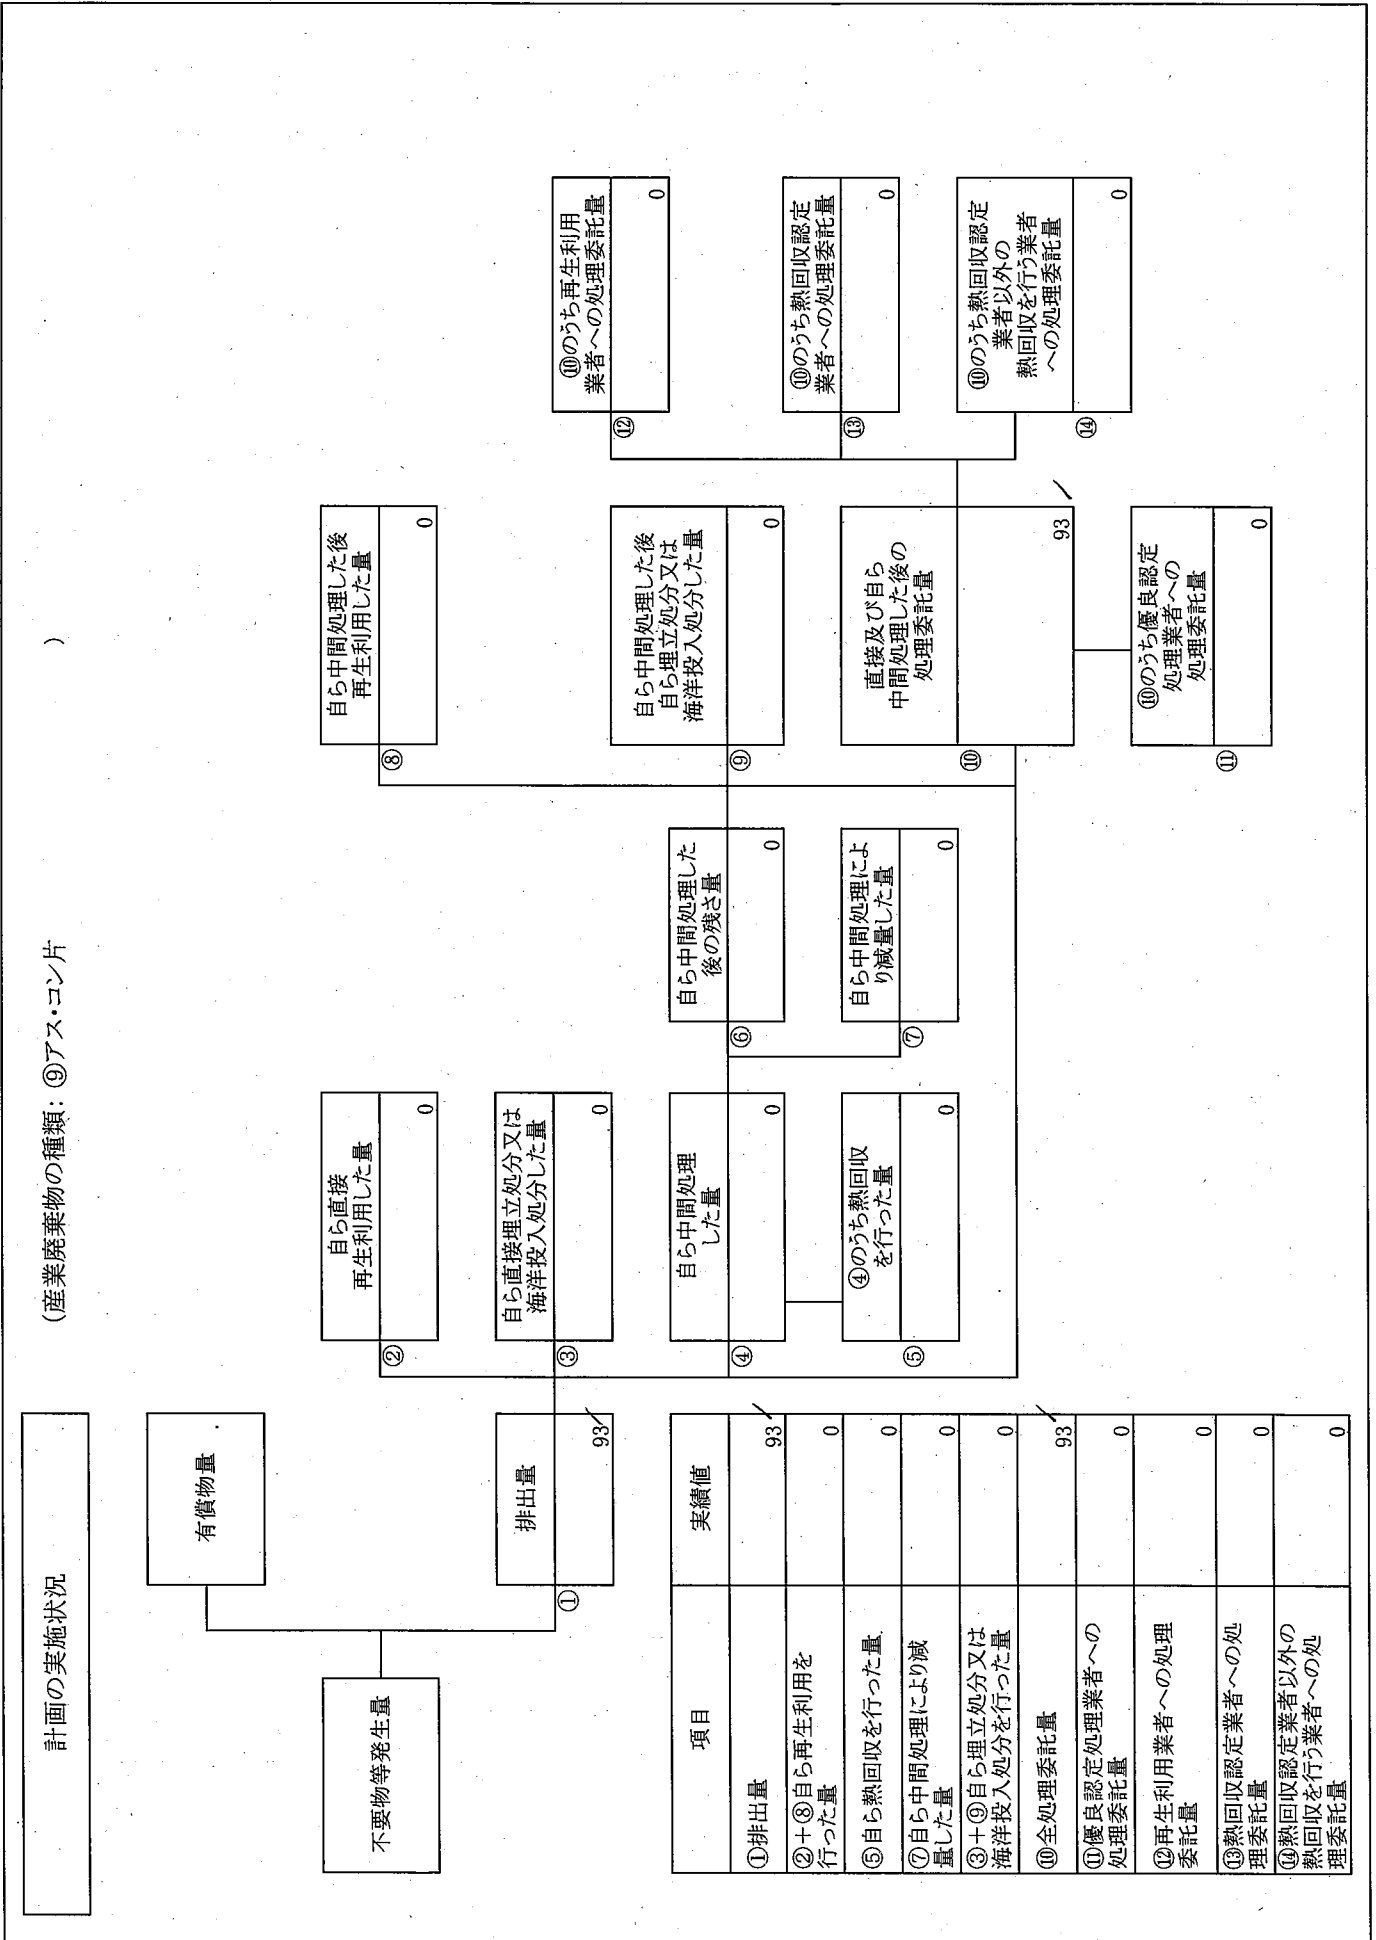 計画の実施状況
(産業廃棄物の種類: ⑨アス・コン片
)
不要物等発生量
有償物量
排出量
①
93
自ら直接
再生利用した量
②
0
自ら直接埋立処分又は
海洋投入処分した量
③
0
自ら中間処理
した量
④
0
④のうち熱回収
を行った量
⑤
0
自ら中間処理した
後の残さ量
⑥
0
自ら中間処理によ
り減量した量
⑦
0
自ら中間処理した後
再生利用した量
⑧
0
自ら中間処理した後
自ら埋立処分又は
海洋投入処分した量
⑨
0
直接及び自ら
中間処理した後の
処理委託量
⑩
93
⑩のうち優良認定
処理業者への
処理委託量
⑪
0
⑩のうち再生利用
業者への処理委託量
⑫
0
⑩のうち熱回収認定
業者への処理委託量
⑬
0
⑩のうち熱回収認定
業者以外の
熱回収を行う業者
への処理委託量
⑭
0
項目 実績値
①排出量 93
②+⑧自ら再生利用を
行った量 0
⑤自ら熱回収を行った量 0
⑦自ら中間処理により減
量した量 0
③+⑨自ら埋立処分又は
海洋投入処分を行った量 0
⑩全処理委託量 93
⑪優良認定処理業者への
処理委託量 0
⑫再生利用業者への処理
委託量 0
⑬熱回収認定業者への処
理委託量 0
⑭熱回収認定業者以外の
熱回収を行う業者への処
理委託量 0